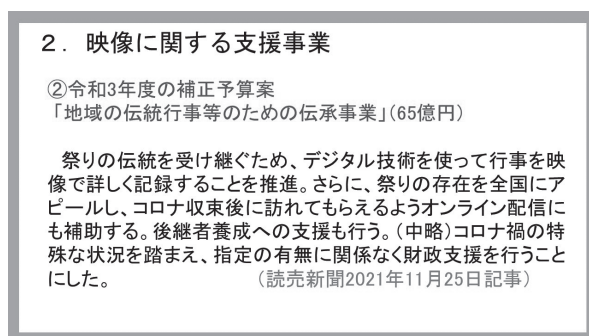 ２．映像に関する支援事業
②令和3年度の補正予算案
「地域の伝統行事等のための伝承事業」(65億円)
祭りの伝統を受け継ぐため、デジタル技術を使って行事を映
像で詳しく記録することを推進。さらに、祭りの存在を全国にア
ピールし、コロナ収束後に訪れてもらえるようオンライン配信に
も補助する。後継者養成への支援も行う。(中略)コロナ禍の特
殊な状況を踏まえ、指定の有無に関係なく財政支援を行うこと
にした。　　　　　　　(読売新聞2021年11月25日記事)